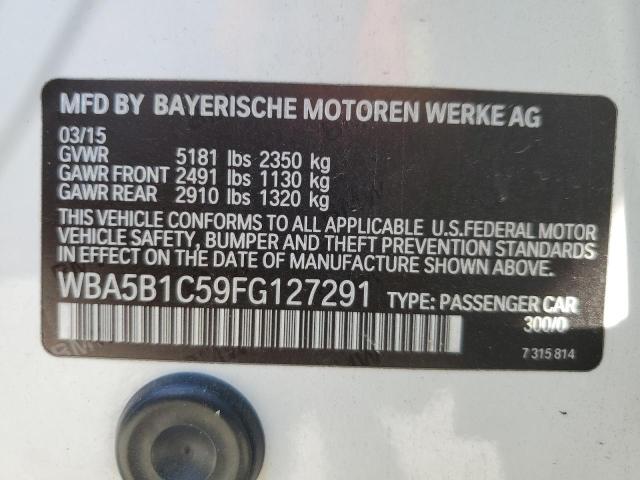 MFD BY BAYERISCHE MOTOREN WERKE AG
03/15
GVWR 5181 lbs 2350 kg
GAWR FRONT 2491 lbs 1130 kg
GAWR REAR 2910 lbs 1320 kg
THIS VEHICLE CONFORMS TO ALL APPLICABLE U.S.FEDERAL MOTOR
VEHICLE SAFETY, BUMPER AND THEFT PREVENTION STANDARDS
IN EFFECT ON THE DATE OF MANUFACTURE SHOWN ABOVE.
WBA5B1C59FG127291 TYPE: PASSENGER CAR
300/0
7 315 814